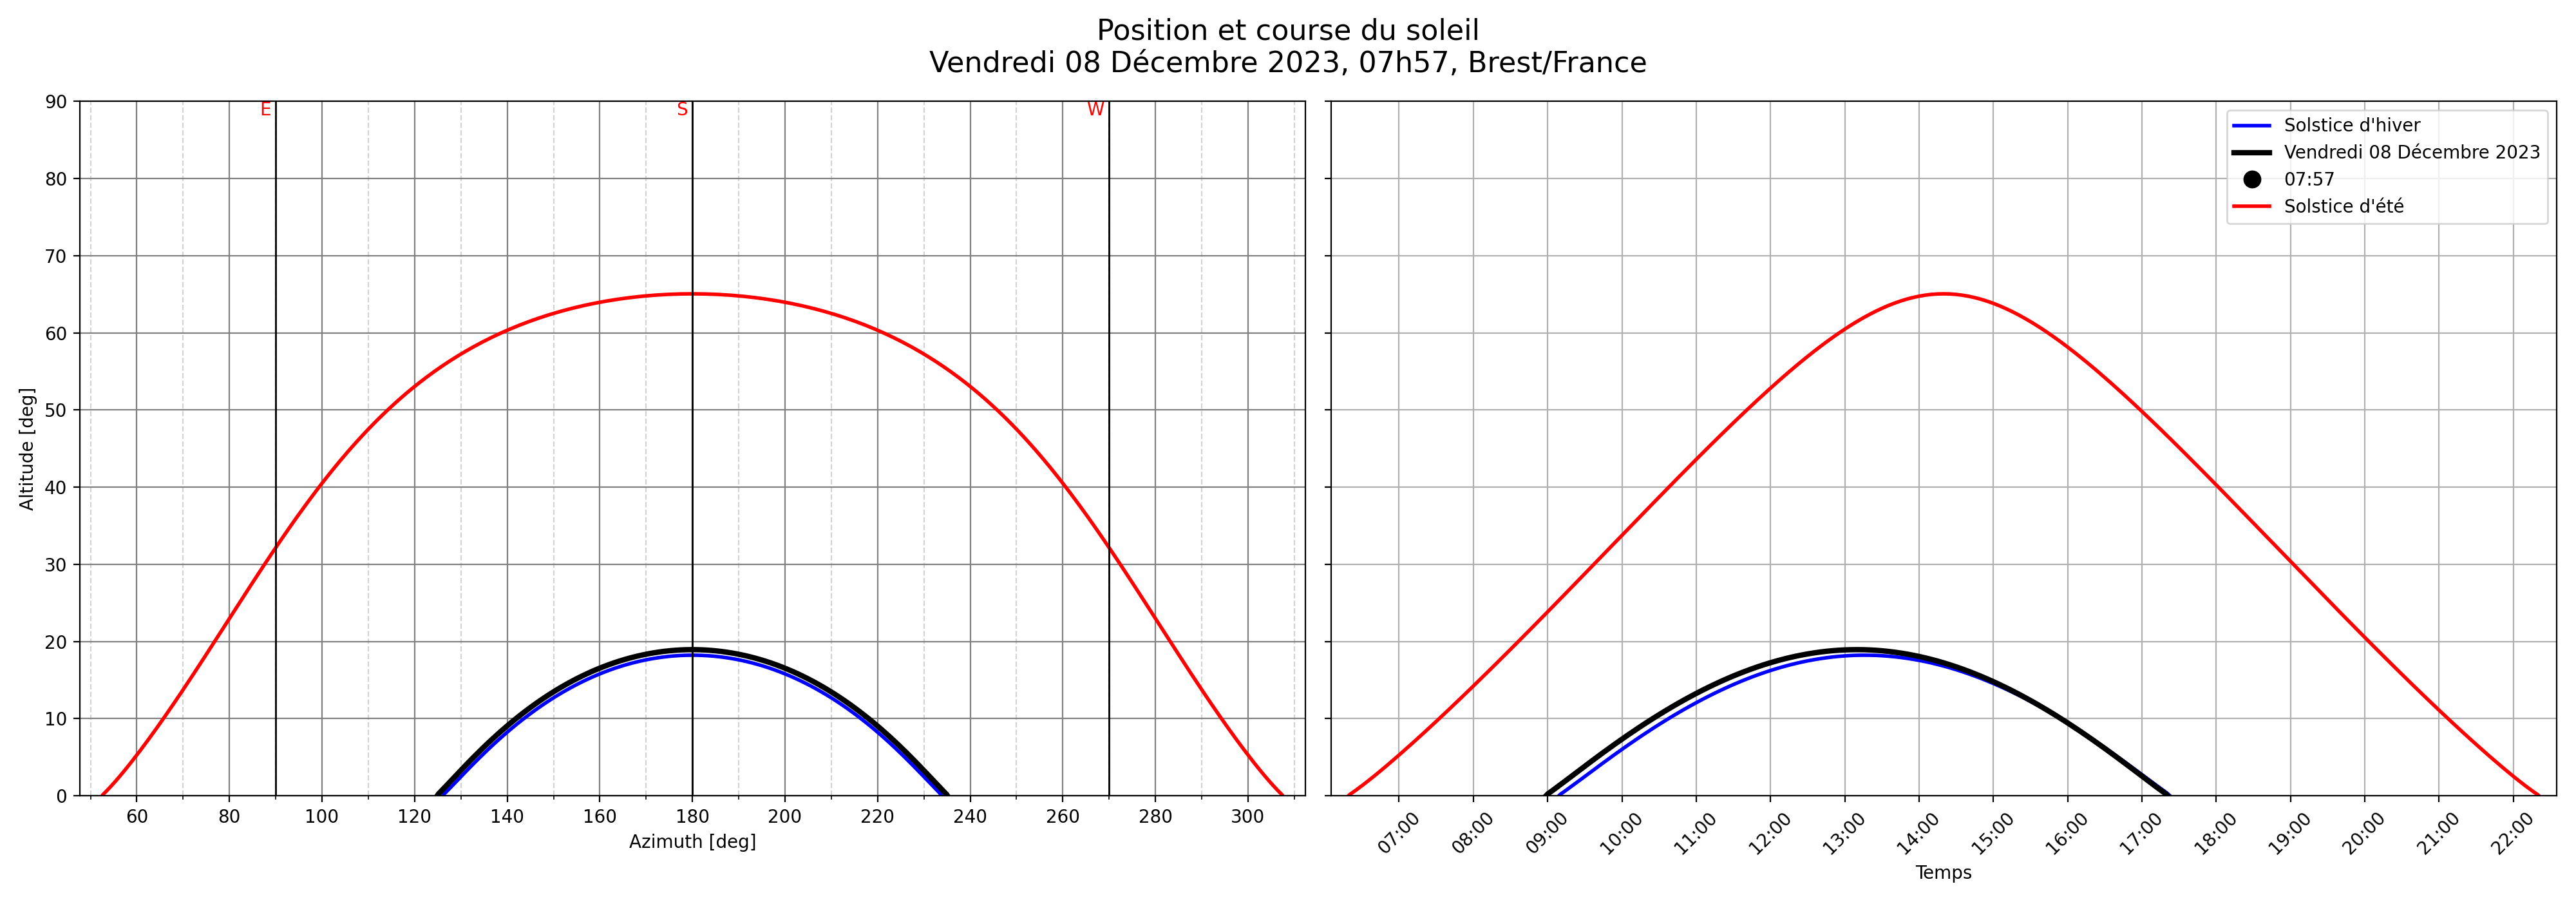 Position et course du soleil
Vendredi 08 Décembre 2023, 07h57, Brest/France
E
S
W
90
80
70
60
50
40
30
20
10
0
Altitude [deg]
60 80 100 120 140 160 180 200 220 240 260 280 300
Azimuth [deg]
Solstice d'hiver
Vendredi 08 Décembre 2023
07:57
Solstice d'été
07:00 08:00 09:00 10:00 11:00 12:00 13:00 14:00 15:00 16:00 17:00 18:00 19:00 20:00 21:00 22:00
Temps